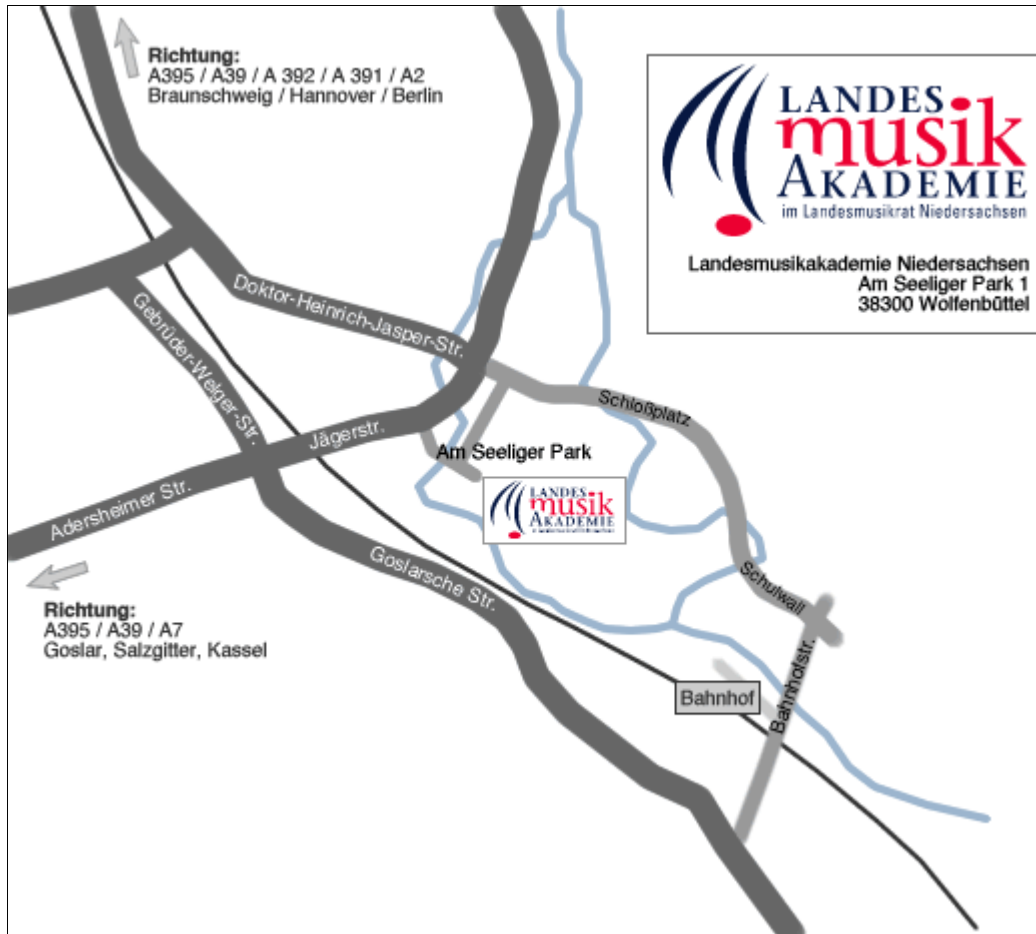 Richtung:
A395 / A39 / A 392 / A 391 / A2
Braunschweig / Hannover / Berlin
LANDES
musik
AKADEMIE
im Landesmusikrat Niedersachsen
Landesmusikakademie Niedersachsen
Am Seeliger Park 1
38300 Wolfenbüttel
Doktor-Heinrich-Jasper-Str.
Gebrüder-Welger-Str.
Schloßplatz
Jägerstr.
Am Seeliger Park
LANDES
musik
AKADEMIE
Adersheimer Str.
Goslarsche Str.
Schulwall
Richtung:
A395 / A39 / A7
Goslar, Salzgitter, Kassel
Bahnhofstr.
Bahnhof